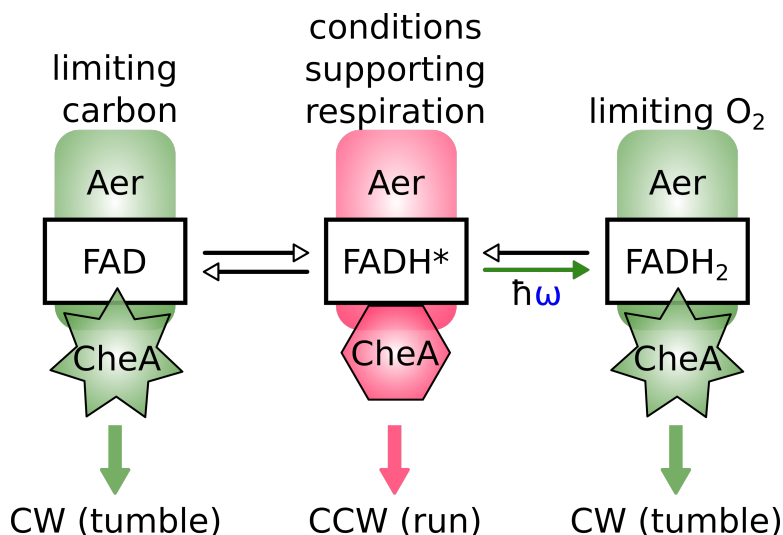 limiting
carbon
conditions
supporting
respiration
limiting O₂
Aer
Aer
Aer
FAD
FADH*
FADH₂
ħω
CheA
CheA
CheA
CW (tumble)
CCW (run)
CW (tumble)